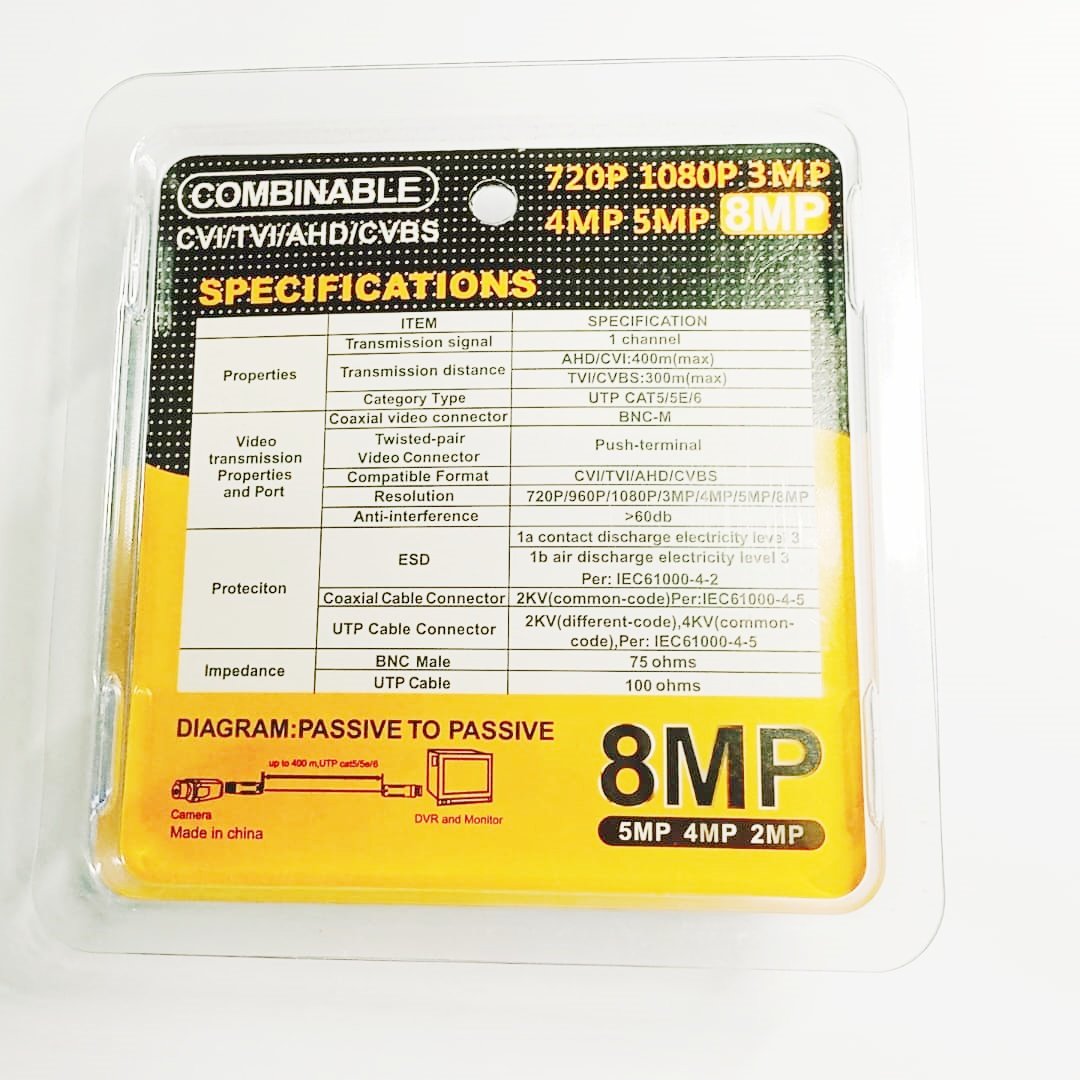 COMBINABLE
CVI/TVI/AHD/CVBS
720P 1080P 3MP
4MP 5MP 8MP
SPECIFICATIONS
ITEM SPECIFICATION
Properties
Transmission signal 1 channel
Transmission distance AHD/CVI:400m(max)
TVI/CVBS:300m(max)
Category Type UTP CAT5/5E/6
Video
transmission
Properties
and Port
Coaxial video connector BNC-M
Twisted-pair
Video Connector
Push-terminal
Compatible Format CVI/TVI/AHD/CVBS
Resolution 720P/960P/1080P/3MP/4MP/5MP/8MP
Anti-interference >60db
Proteciton
ESD
1a contact discharge electricity level 3
1b air discharge electricity level 3
Per: IEC61000-4-2
Coaxial Cable Connector 2KV(common-code)Per:IEC61000-4-5
UTP Cable Connector
2KV(different-code),4KV(common-
code),Per: IEC61000-4-5
Impedance
BNC Male 75 ohms
UTP Cable 100 ohms
DIAGRAM:PASSIVE TO PASSIVE
up to 400 m,UTP cat5/5e/6
Camera
DVR and Monitor
Made in china
8MP
5MP 4MP 2MP